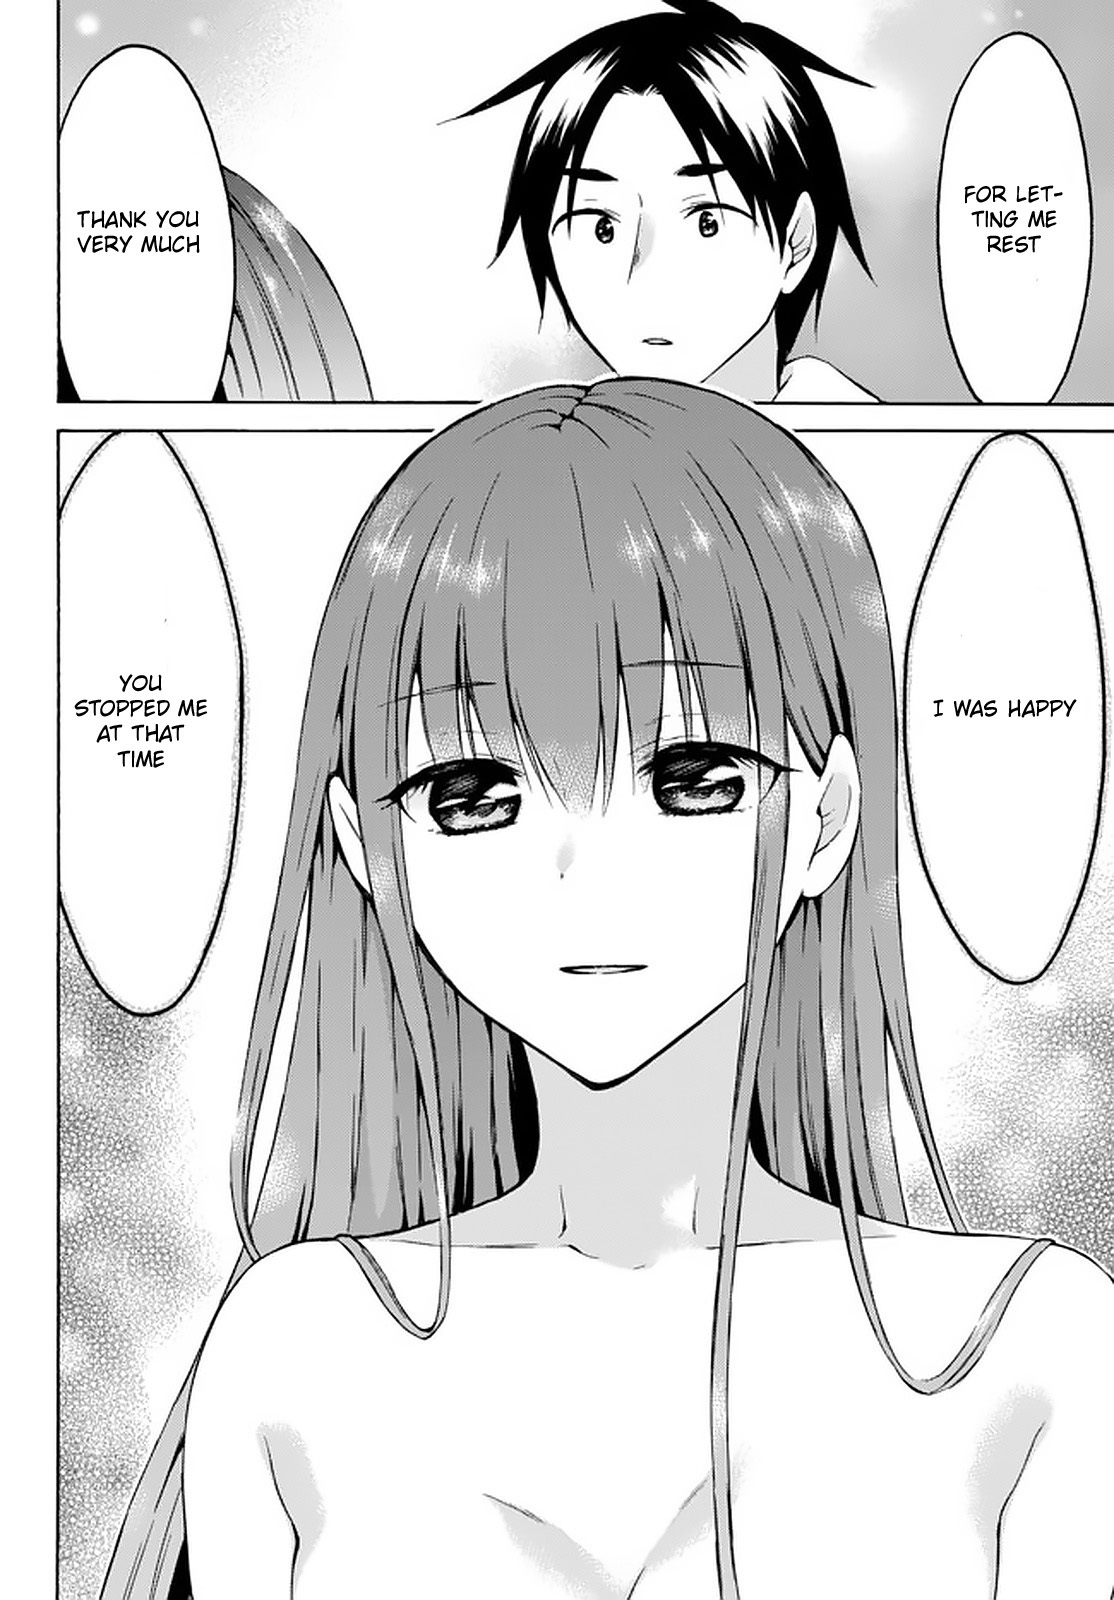 FOR LET-
TING ME
REST
THANK YOU
VERY MUCH
I WAS HAPPY
YOU
STOPPED ME
AT THAT
TIME